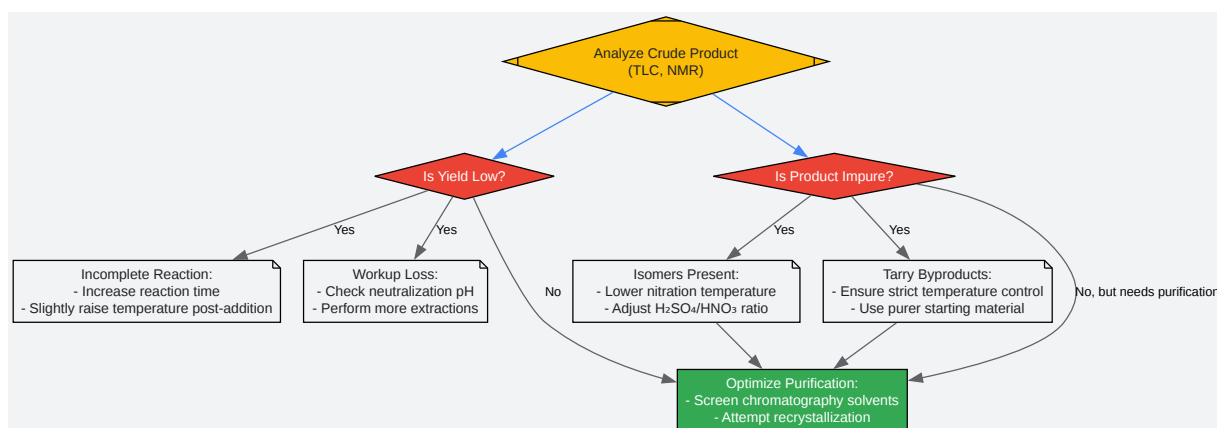 Analyze Crude Product
(TLC, NMR)
Is Yield Low?
Is Product Impure?
Yes
Yes
Yes
Yes
Incomplete Reaction:
- Increase reaction time
- Slightly raise temperature post-addition
Workup Loss:
- Check neutralization pH
- Perform more extractions
No
Isomers Present:
- Lower nitration temperature
- Adjust H₂SO₄/HNO₃ ratio
Tarry Byproducts:
- Ensure strict temperature control
- Use purer starting material
No, but needs purification
Optimize Purification:
- Screen chromatography solvents
- Attempt recrystallization